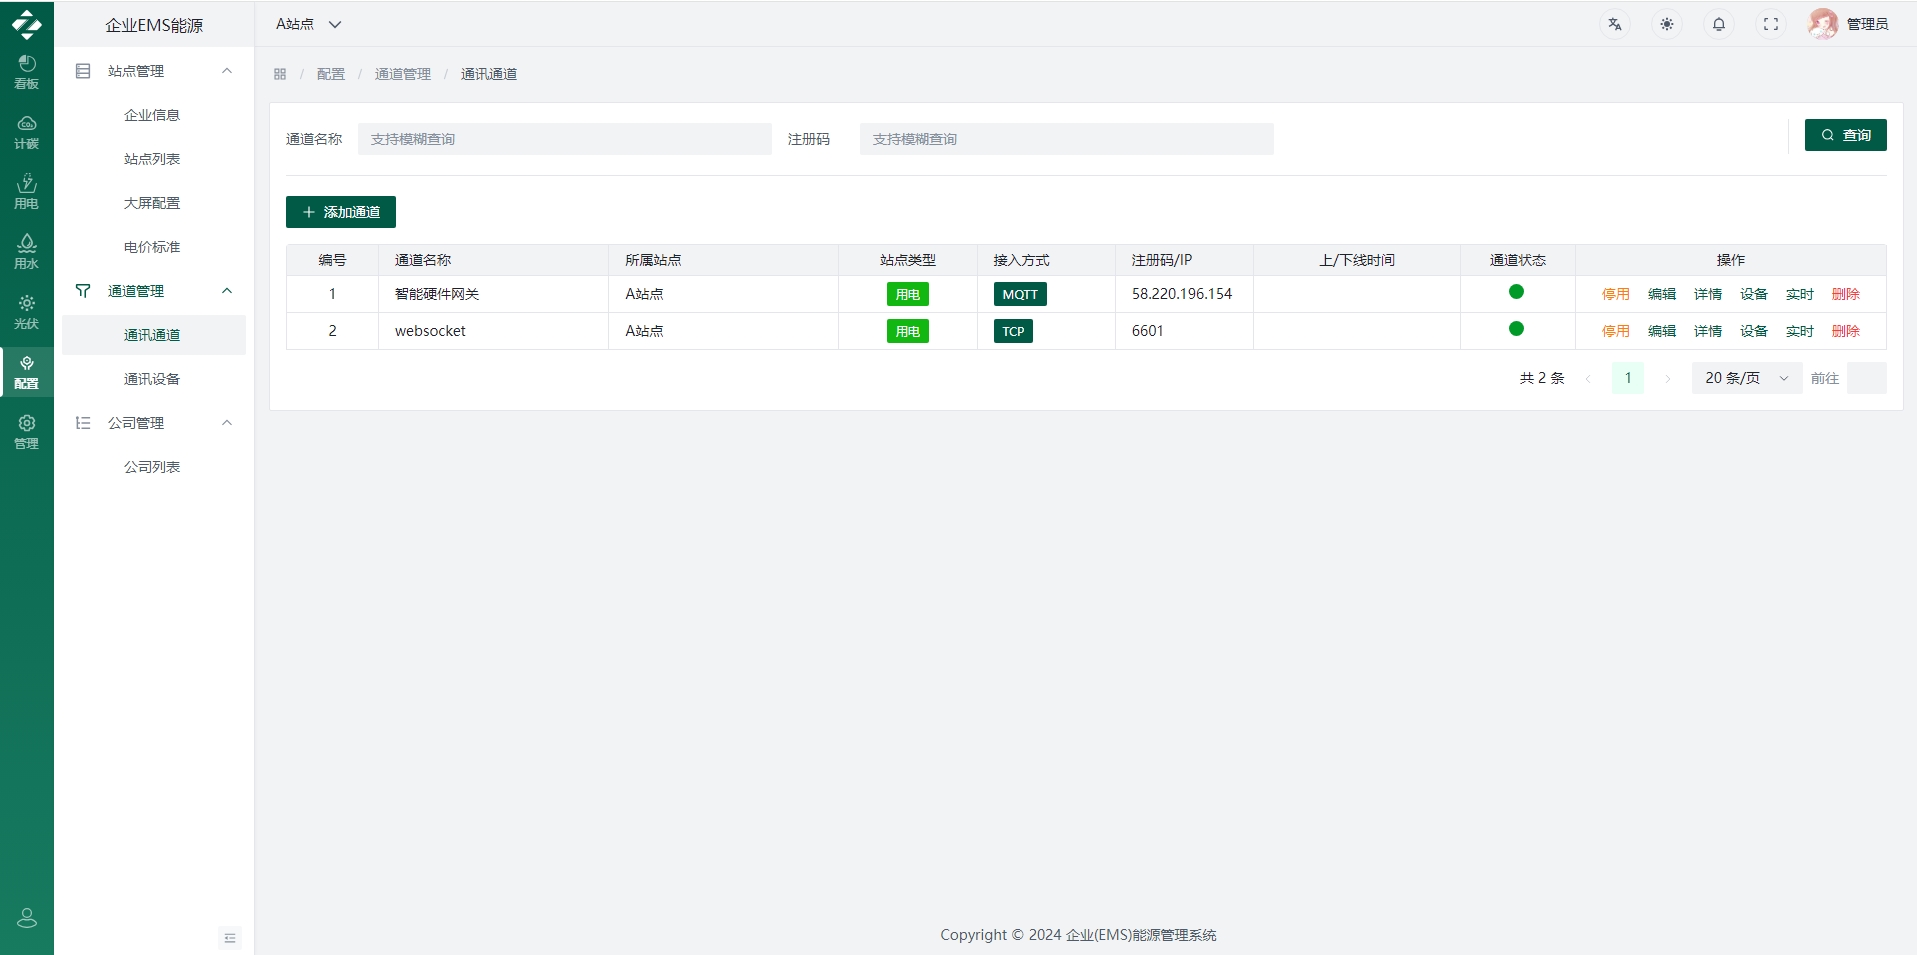 企业EMS能源
A站点
管理员
看板
计碳
用电
用水
光伏
配置
管理
站点管理
企业信息
站点列表
大屏配置
电价标准
通道管理
通讯通道
通讯设备
公司管理
公司列表
配置 / 通道管理 / 通讯通道
通道名称 支持模糊查询 注册码 支持模糊查询 查询
添加通道
编号 通道名称 所属站点 站点类型 接入方式 注册码/IP 上/下线时间 通道状态 操作
1 智能硬件网关 A站点 用电 MQTT 58.220.196.154 停用 编辑 详情 设备 实时 删除
2 websocket A站点 用电 TCP 6601 停用 编辑 详情 设备 实时 删除
共 2 条 1 20 条/页 前往
Copyright © 2024 企业(EMS)能源管理系统